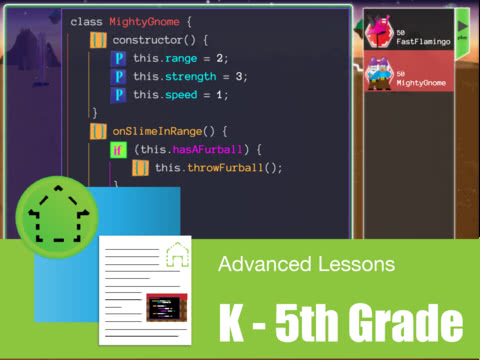 class MightyGnome {
{} constructor() {
P this.range = 2;
P this.strength = 3;
P this.speed = 1;
}
{} onSlimeInRange() {
if (this.hasAFurball) {
{} this.throwFurball();
}
50
FastFlamingo
50
MightyGnome
Advanced Lessons
K - 5th Grade